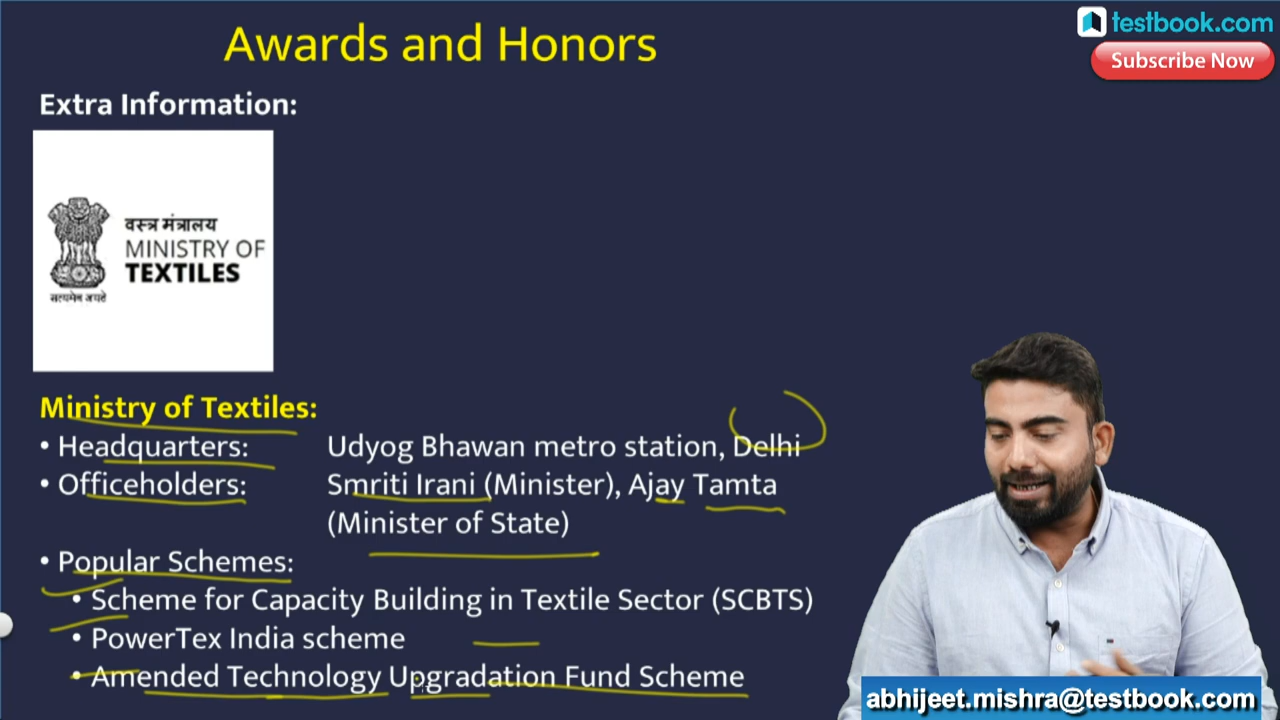 Awards and Honors
testbook.com
Subscribe Now
Extra Information:
वस्त्र मंत्रालय
MINISTRY OF
TEXTILES
सत्यमेव जयते
Ministry of Textiles:
• Headquarters: Udyog Bhawan metro station, Delhi
• Officeholders: Smriti Irani (Minister), Ajay Tamta
(Minister of State)
• Popular Schemes:
• Scheme for Capacity Building in Textile Sector (SCBTS)
• PowerTex India scheme
• Amended Technology Upgradation Fund Scheme
abhijeet.mishra@testbook.com